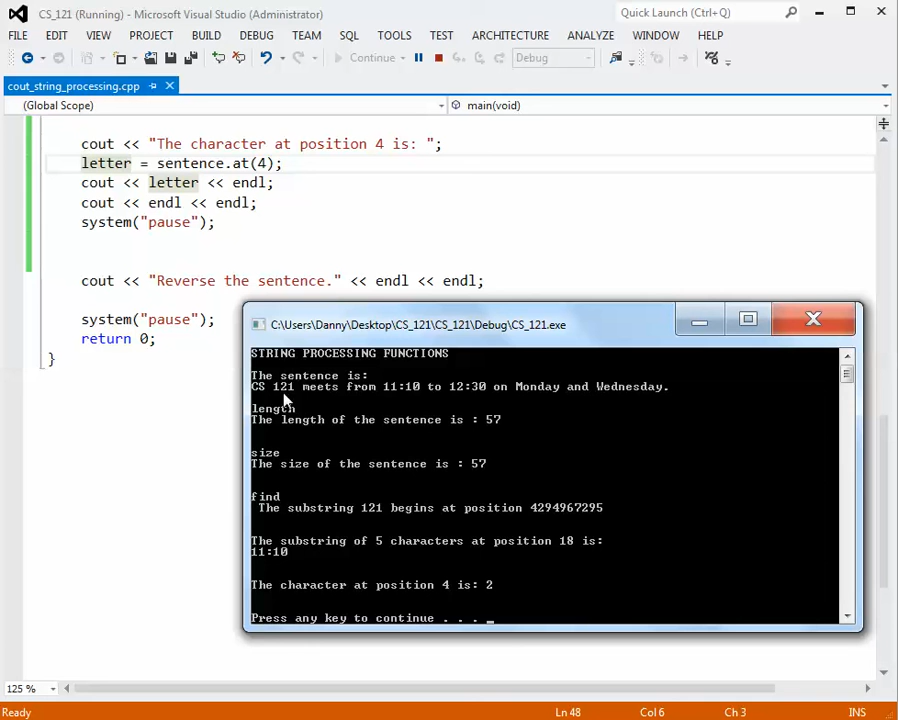 CS_121 (Running) - Microsoft Visual Studio (Administrator)
Quick Launch (Ctrl+Q)
FILE EDIT VIEW PROJECT BUILD DEBUG TEAM SQL TOOLS TEST ARCHITECTURE ANALYZE WINDOW HELP
Continue Debug
cout_string_processing.cpp
(Global Scope) main(void)
cout << "The character at position 4 is: ";
letter = sentence.at(4);
cout << letter << endl;
cout << endl << endl;
system("pause");
cout << "Reverse the sentence." << endl << endl;
system("pause");
return 0;
}
C:\Users\Danny\Desktop\CS_121\CS_121\Debug\CS_121.exe
STRING PROCESSING FUNCTIONS
The sentence is:
CS 121 meets from 11:10 to 12:30 on Monday and Wednesday.
length
The length of the sentence is : 57
size
The size of the sentence is : 57
find
The substring 121 begins at position 4294967295
The substring of 5 characters at position 18 is:
11:10
The character at position 4 is: 2
Press any key to continue . . . _
125 %
Ready Ln 48 Col 6 Ch 3 INS